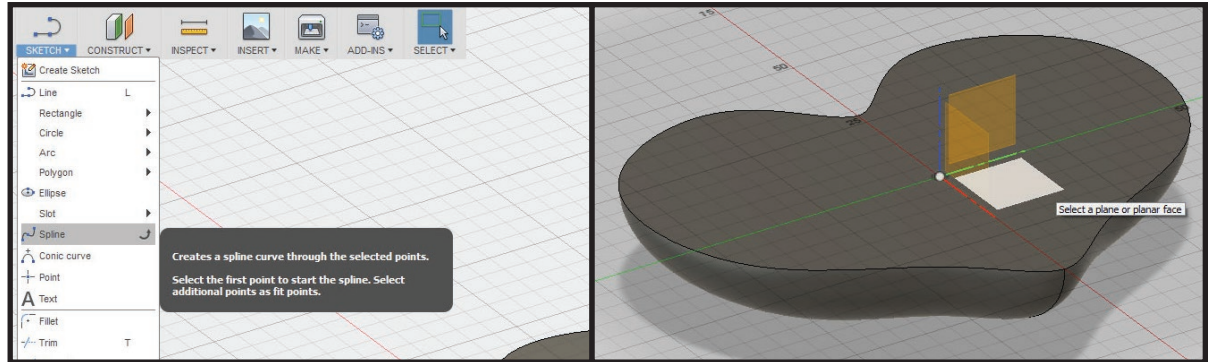 SKETCH ▾ CONSTRUCT ▾ INSPECT ▾ INSERT ▾ MAKE ▾ ADD-INS ▾ SELECT ▾
Create Sketch
Line L
Rectangle
Circle
Arc
Polygon
Ellipse
Slot
Spline
Conic curve
Point
Text
Fillet
Trim T
Creates a spline curve through the selected points.
Select the first point to start the spline. Select
additional points as fit points.
75
50
25
50
Select a plane or planar face